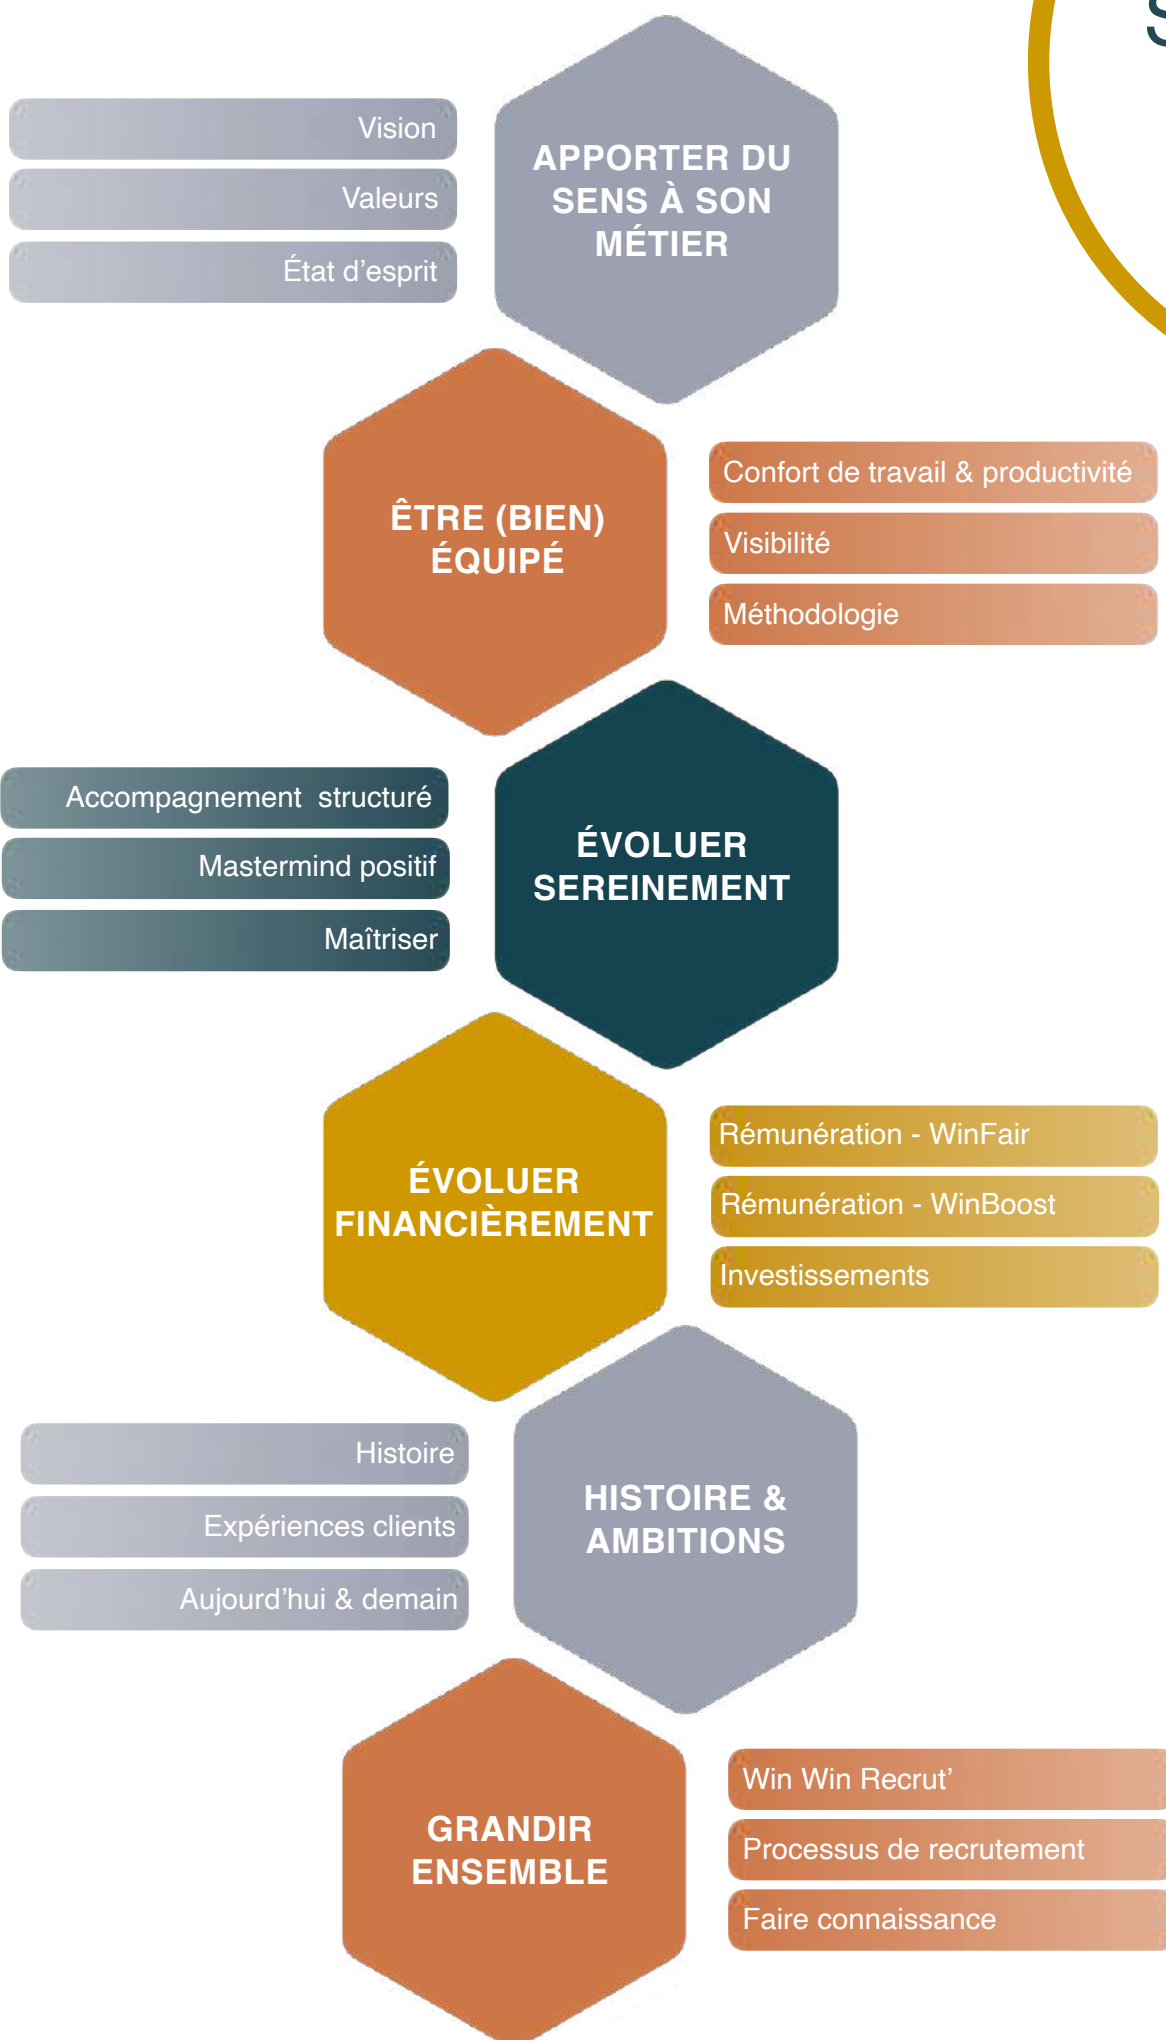 Vision
Valeurs
État d'esprit
APPORTER DU
SENS À SON
MÉTIER
ÊTRE (BIEN)
ÉQUIPÉ
Confort de travail & productivité
Visibilité
Méthodologie
Accompagnement structuré
Mastermind positif
Maîtriser
ÉVOLUER
SEREINEMENT
ÉVOLUER
FINANCIÈREMENT
Rémunération - WinFair
Rémunération - WinBoost
Investissements
Histoire
Expériences clients
Aujourd'hui & demain
HISTOIRE &
AMBITIONS
GRANDIR
ENSEMBLE
Win Win Recrut'
Processus de recrutement
Faire connaissance